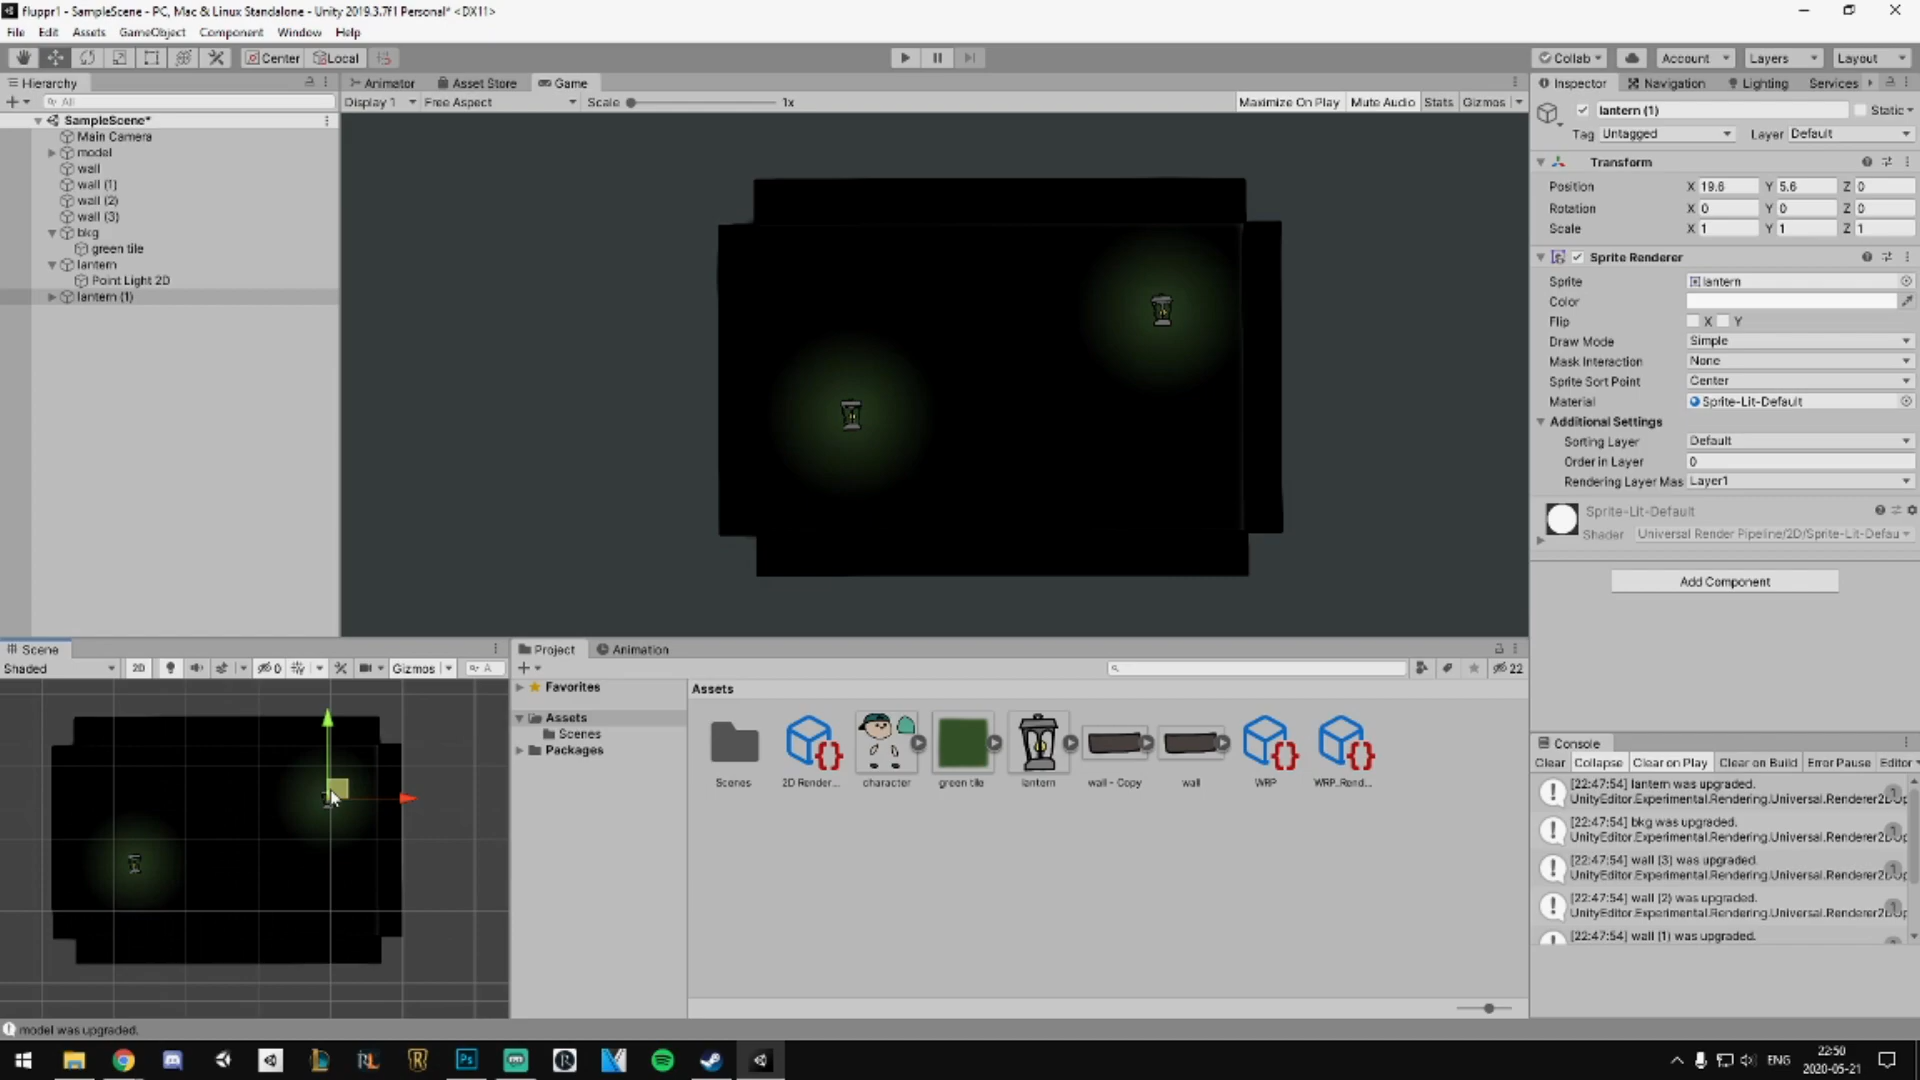 fluppr1 - SampleScene - PC, Mac & Linux Standalone - Unity 2019.3.7f1 Personal* <DX11>
File Edit Assets GameObject Component Window Help
Center Local Collab Account Layers Layout
Hierarchy
All
SampleScene*
Main Camera
model
wall
wall (1)
wall (2)
wall (3)
bkg
green tile
lantern
Point Light 2D
lantern (1)
Animator Asset Store Game
Display 1 Free Aspect Scale 1x Maximize On Play Mute Audio Stats Gizmos
Inspector Navigation Lighting Services
lantern (1) Static
Tag Untagged Layer Default
Transform
Position X 19.6 Y 5.6 Z 0
Rotation X 0 Y 0 Z 0
Scale X 1 Y 1 Z 1
Sprite Renderer
Sprite lantern
Color
Flip X Y
Draw Mode Simple
Mask Interaction None
Sprite Sort Point Center
Material Sprite-Lit-Default
Additional Settings
Sorting Layer Default
Order in Layer 0
Rendering Layer Mas Layer1
Sprite-Lit-Default
Shader Universal Render Pipeline/2D/Sprite-Lit-Defau
Add Component
Scene
Shaded 2D 0 Gizmos A
Project Animation
22
Favorites
Assets
Scenes
Packages
Assets
Scenes 2D Render... character green tile lantern wall - Copy wall WRP WRP_Rend...
Console
Clear Collapse Clear on Play Clear on Build Error Pause Editor
[22:47:54] lantern was upgraded.
UnityEditor.Experimental.Rendering.Universal.Renderer2DUp
1
[22:47:54] bkg was upgraded.
UnityEditor.Experimental.Rendering.Universal.Renderer2DUp
1
[22:47:54] wall (3) was upgraded.
UnityEditor.Experimental.Rendering.Universal.Renderer2DUp
1
[22:47:54] wall (2) was upgraded.
UnityEditor.Experimental.Rendering.Universal.Renderer2DUp
1
[22:47:54] wall (1) was upgraded.
model was upgraded.
Ps
ENG
22:50
2020-05-21